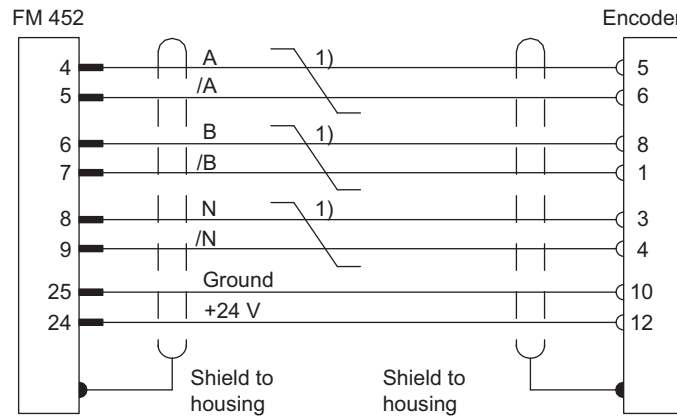 FM 452 Encoder
4 A 1) 5
5 /A 6
6 B 1) 8
7 /B 1
8 N 1) 3
9 /N 4
25 Ground 10
24 +24 V 12
Shield to Shield to
housing housing